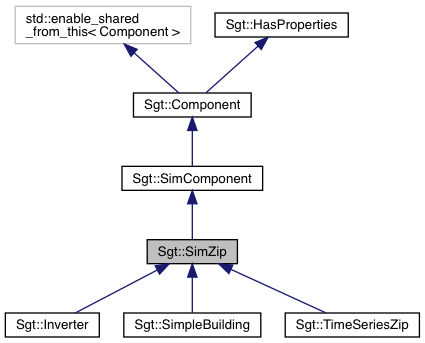 std::enable_shared
_from_this< Component >
Sgt::HasProperties
Sgt::Component
Sgt::SimComponent
Sgt::SimZip
Sgt::Inverter
Sgt::SimpleBuilding
Sgt::TimeSeriesZip